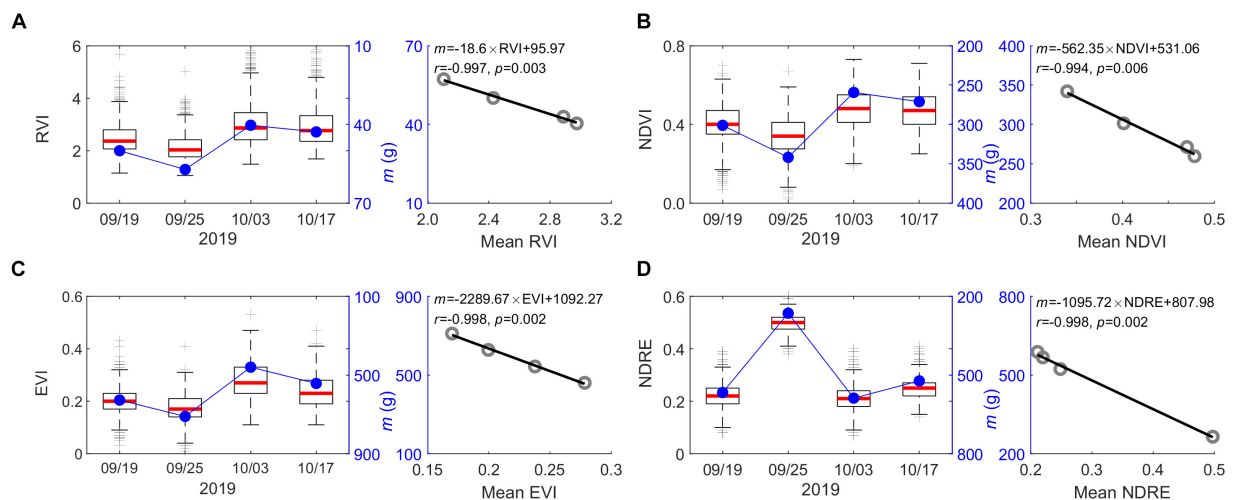 A
6
4
2
0
RVI
09/19 09/25 10/03 10/17
2019
10
40
70
m (g)
70
40
10
m=-18.6×RVI+95.97
r=-0.997, p=0.003
2.0 2.4 2.8 3.2
Mean RVI
B
0.8
0.4
0.0
NDVI
09/19 09/25 10/03 10/17
2019
200
250
300
350
400
m (g)
400
350
300
250
200
m=-562.35×NDVI+531.06
r=-0.994, p=0.006
0.3 0.4 0.5
Mean NDVI
C
0.6
0.4
0.2
0
EVI
09/19 09/25 10/03 10/17
2019
100
500
900
m (g)
900
500
100
m=-2289.67×EVI+1092.27
r=-0.998, p=0.002
0.15 0.2 0.25 0.3
Mean EVI
D
0.6
0.4
0.2
0
NDRE
09/19 09/25 10/03 10/17
2019
200
500
800
m (g)
800
500
200
m=-1095.72×NDRE+807.98
r=-0.998, p=0.002
0.2 0.3 0.4 0.5
Mean NDRE